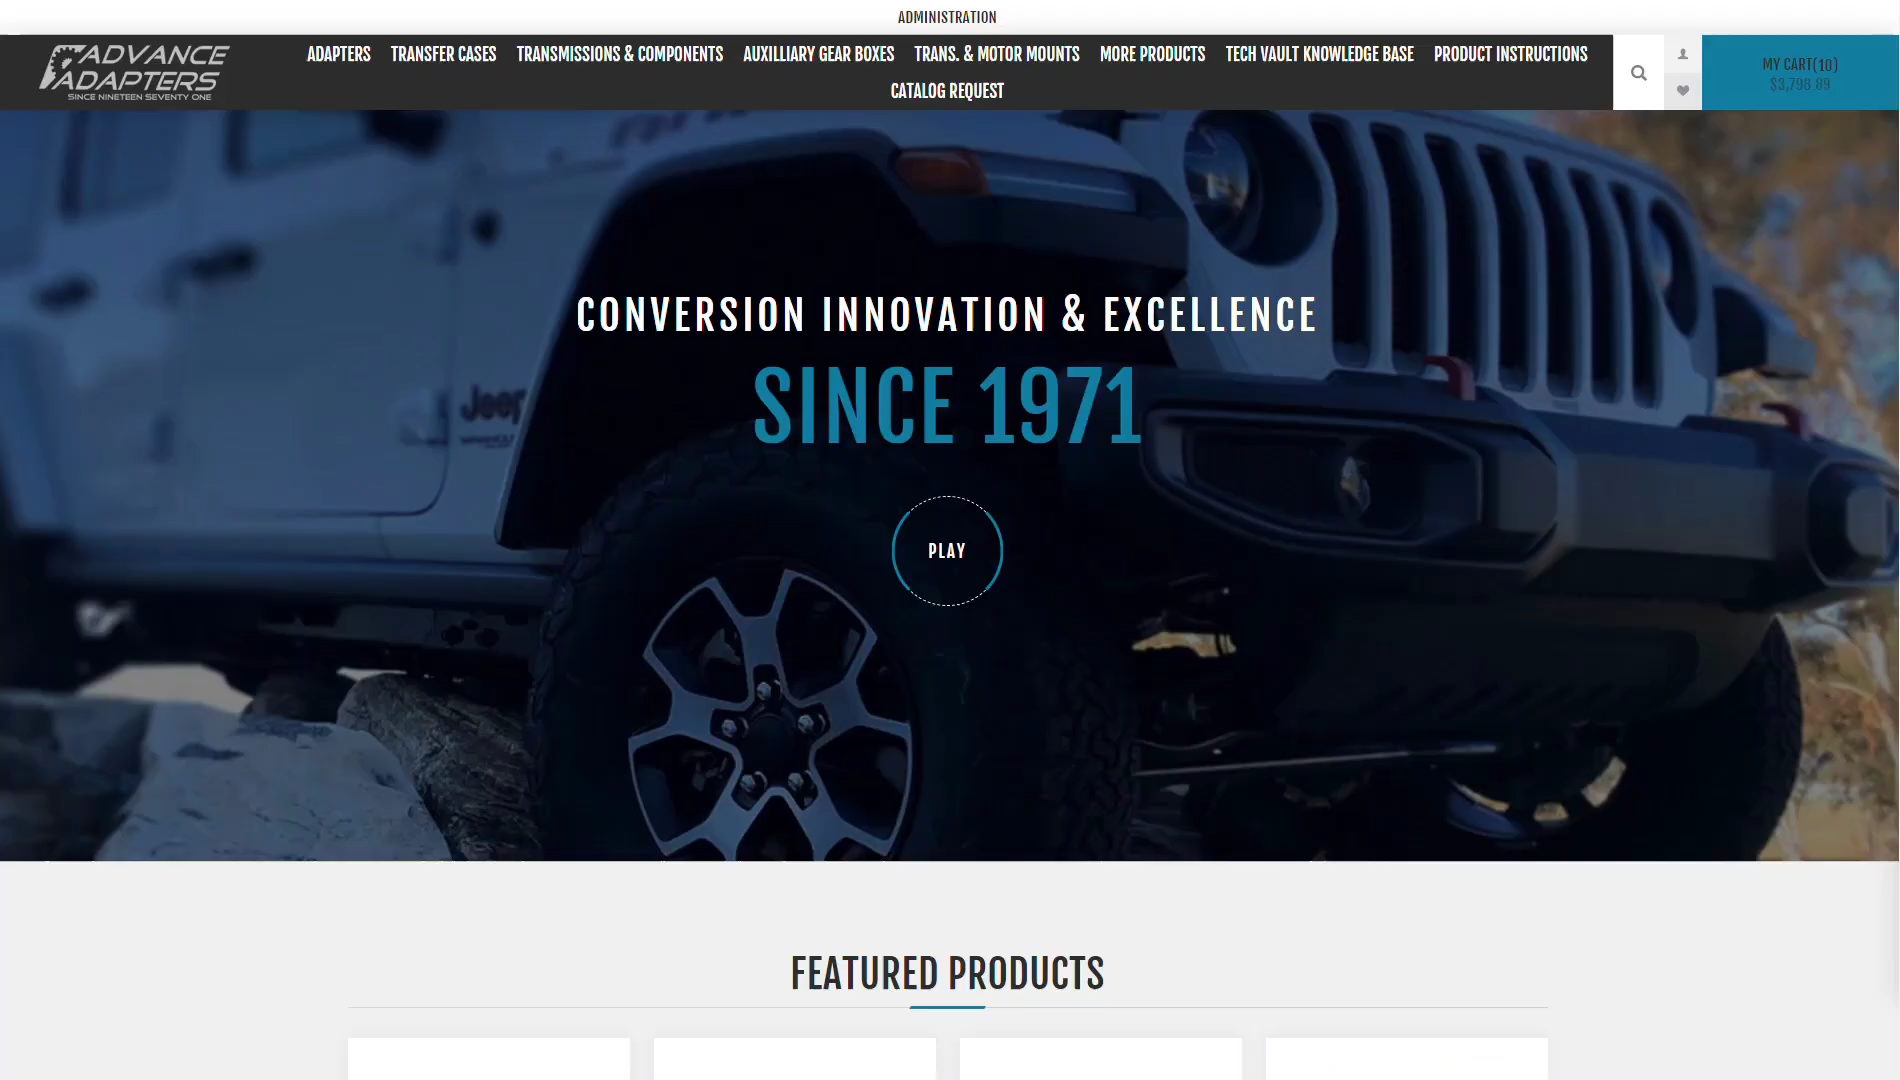 ADMINISTRATION
ADVANCE
ADAPTERS
SINCE NINETEEN SEVENTY ONE
ADAPTERS TRANSFER CASES TRANSMISSIONS & COMPONENTS AUXILLIARY GEAR BOXES TRANS. & MOTOR MOUNTS MORE PRODUCTS TECH VAULT KNOWLEDGE BASE PRODUCT INSTRUCTIONS
CATALOG REQUEST
MY CART(10)
$3,798.89
CONVERSION INNOVATION & EXCELLENCE
SINCE 1971
Jeep
PLAY
FEATURED PRODUCTS